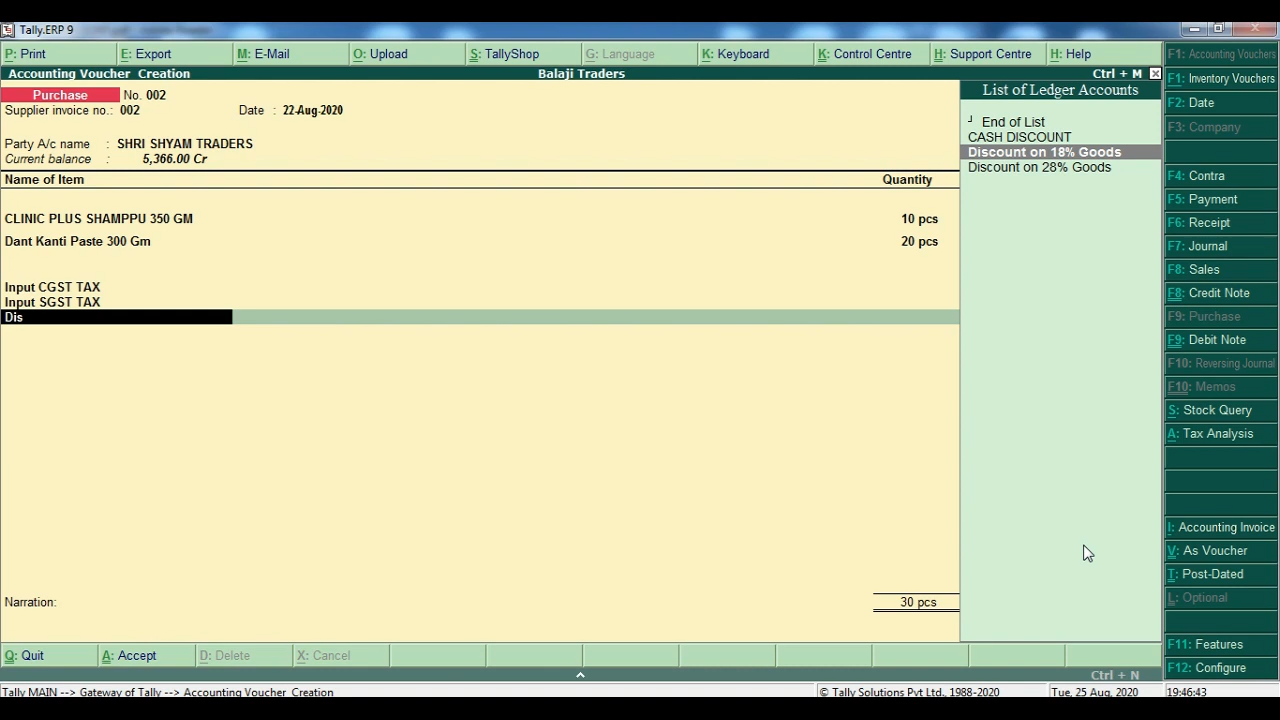 Tally.ERP 9
P: Print E: Export M: E-Mail O: Upload S: TallyShop G: Language K: Keyboard K: Control Centre H: Support Centre H: Help
Accounting Voucher Creation Balaji Traders Ctrl + M
Purchase No. 002
Supplier invoice no.: 002 Date : 22-Aug-2020
Party A/c name : SHRI SHYAM TRADERS
Current balance : 5,366.00 Cr
Name of Item Quantity
CLINIC PLUS SHAMPPU 350 GM 10 pcs
Dant Kanti Paste 300 Gm 20 pcs
Input CGST TAX
Input SGST TAX
Dis
Narration: 30 pcs
List of Ledger Accounts
End of List
CASH DISCOUNT
Discount on 18% Goods
Discount on 28% Goods
F1: Accounting Vouchers
F1: Inventory Vouchers
F2: Date
F3: Company
F4: Contra
F5: Payment
F6: Receipt
F7: Journal
F8: Sales
F8: Credit Note
F9: Purchase
F9: Debit Note
F10: Reversing Journal
F10: Memos
S: Stock Query
A: Tax Analysis
I: Accounting Invoice
V: As Voucher
T: Post-Dated
L: Optional
F11: Features
F12: Configure
Q: Quit A: Accept D: Delete X: Cancel
Ctrl + N
Tally MAIN --> Gateway of Tally --> Accounting Voucher Creation © Tally Solutions Pvt Ltd., 1988-2020 Tue, 25 Aug, 2020 19:46:43